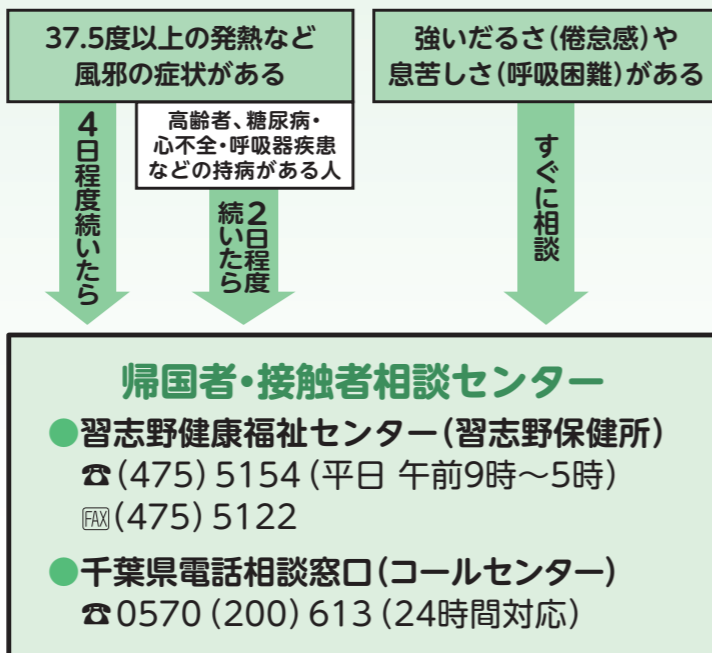 37.5度以上の発熱など
風邪の症状がある
強いだるさ(倦怠感)や
息苦しさ(呼吸困難)がある
4日程度続いたら
高齢者、糖尿病・
心不全・呼吸器疾患
などの持病がある人
2日程度
続いたら
すぐに相談
帰国者・接触者相談センター
●習志野健康福祉センター(習志野保健所)
☎(475)5154(平日 午前9時～5時)
FAX(475)5122
●千葉県電話相談窓口(コールセンター)
☎0570(200)613(24時間対応)